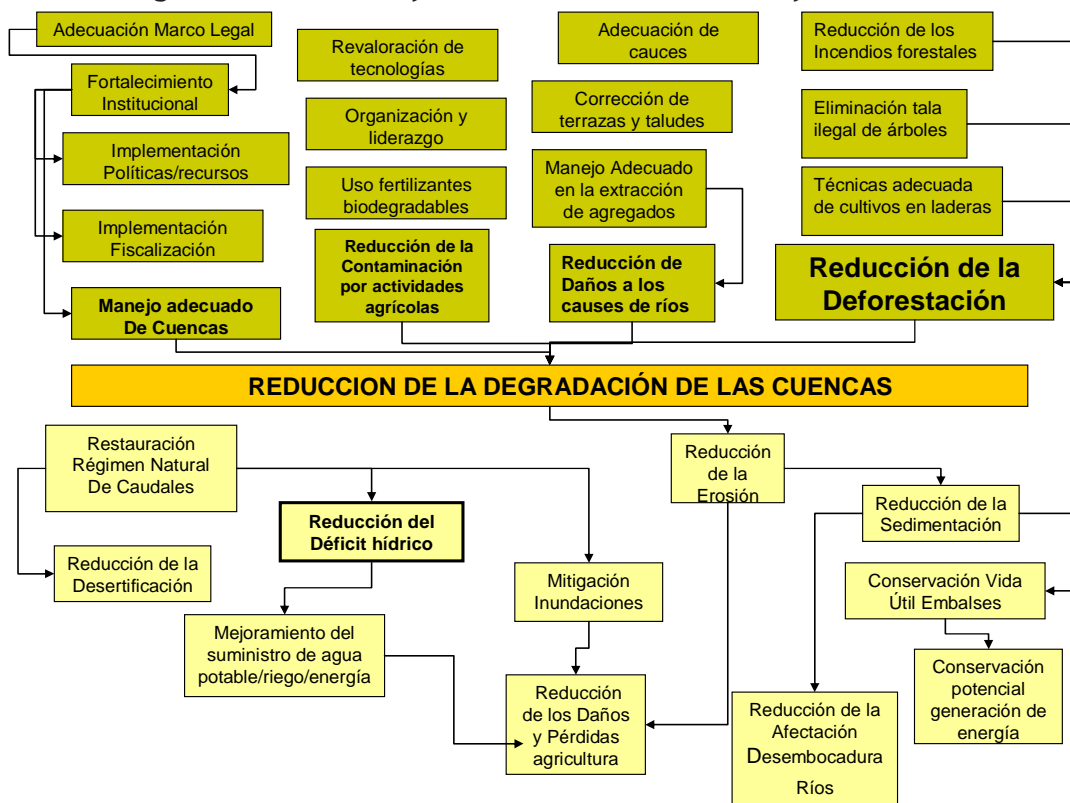 Adecuación Marco Legal
Fortalecimiento
Institucional
Implementación
Políticas/recursos
Implementación
Fiscalización
Manejo adecuado
De Cuencas
Revaloración de
tecnologías
Organización y
liderazgo
Uso fertilizantes
biodegradables
Reducción de la
Contaminación
por actividades
agrícolas
Adecuación de
cauces
Corrección de
terrazas y taludes
Manejo Adecuado
en la extracción
de agregados
Reducción de
Daños a los
causes de ríos
Reducción de los
Incendios forestales
Eliminación tala
ilegal de árboles
Técnicas adecuada
de cultivos en laderas
Reducción de la
Deforestación
REDUCCION DE LA DEGRADACIÓN DE LAS CUENCAS
Restauración
Régimen Natural
De Caudales
Reducción de la
Desertificación
Reducción del
Déficit hídrico
Mejoramiento del
suministro de agua
potable/riego/energía
Mitigación
Inundaciones
Reducción
de los Daños
y Pérdidas
agricultura
Reducción
de la
Erosión
Reducción de la
Sedimentación
Conservación Vida
Útil Embalses
Conservación
potencial
generación de
energía
Reducción de la
Afectación
Desembocadura
Ríos